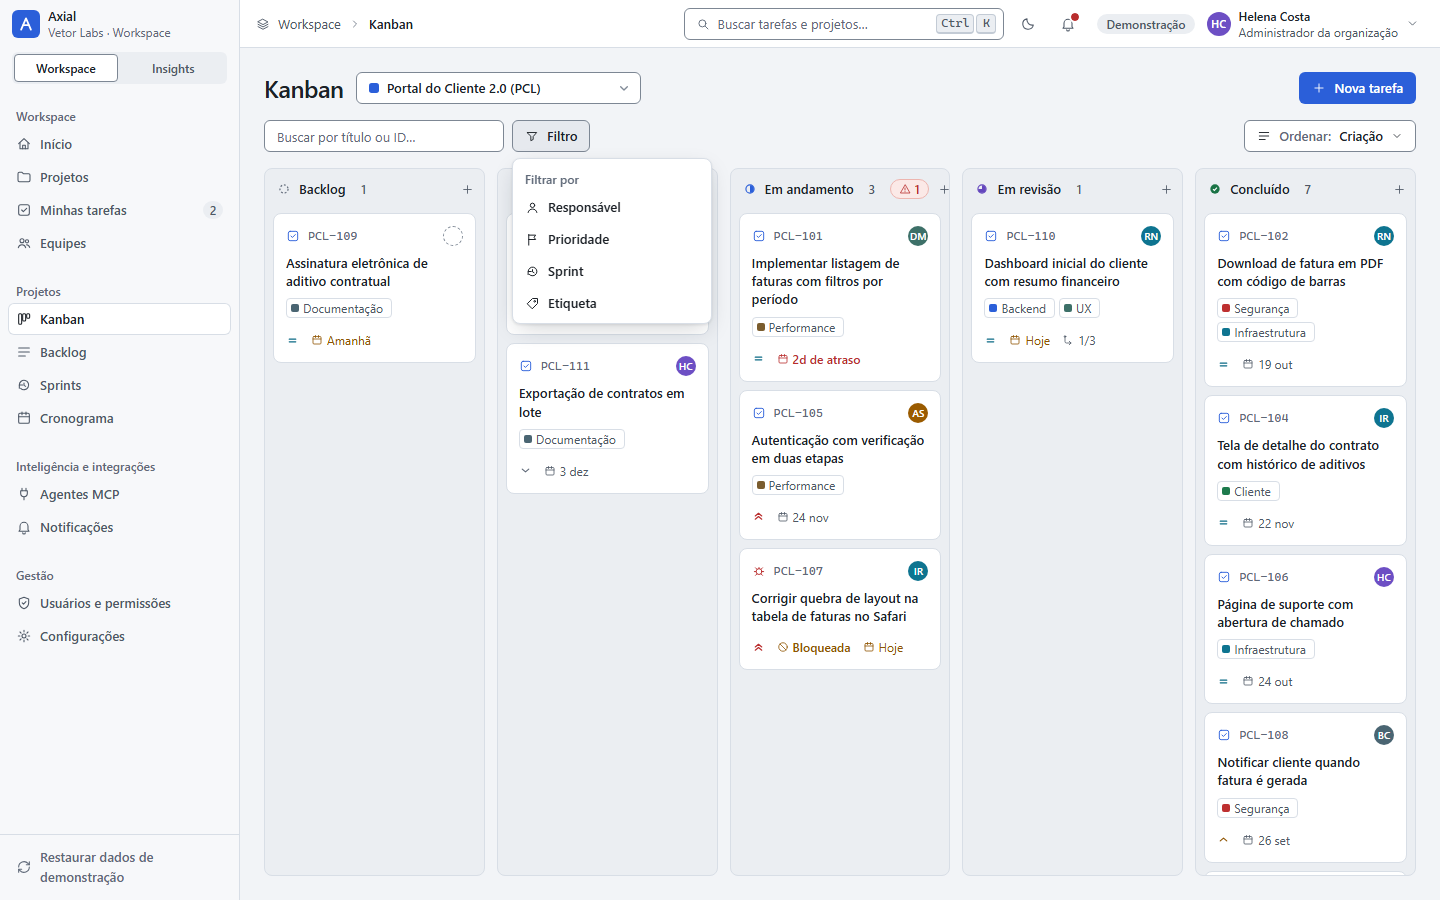 Axial
Vetor Labs · Workspace
Workspace
Insights
Workspace
Início
Projetos
Minhas tarefas
2
Equipes
Projetos
Kanban
Backlog
Sprints
Cronograma
Inteligência e integrações
Agentes MCP
Notificações
Gestão
Usuários e permissões
Configurações
Restaurar dados de
demonstração
Workspace
Kanban
Buscar tarefas e projetos...
Ctrl
K
Demonstração
HC
Helena Costa
Administrador da organização
Kanban
Portal do Cliente 2.0 (PCL)
Nova tarefa
Buscar por título ou ID...
Filtro
Ordenar: Criação
Filtrar por
Responsável
Prioridade
Sprint
Etiqueta
Backlog 1
PCL-109
Assinatura eletrônica de
aditivo contratual
Documentação
Amanhã
PCL-111
HC
Exportação de contratos em
lote
Documentação
3 dez
Em andamento 3
1
PCL-101
DM
Implementar listagem de
faturas com filtros por
período
Performance
2d de atraso
PCL-105
AS
Autenticação com verificação
em duas etapas
Performance
24 nov
PCL-107
IR
Corrigir quebra de layout na
tabela de faturas no Safari
Bloqueada
Hoje
Em revisão 1
PCL-110
RN
Dashboard inicial do cliente
com resumo financeiro
Backend
UX
Hoje
1/3
Concluído 7
PCL-102
RN
Download de fatura em PDF
com código de barras
Segurança
Infraestrutura
19 out
PCL-104
IR
Tela de detalhe do contrato
com histórico de aditivos
Cliente
22 nov
PCL-106
HC
Página de suporte com
abertura de chamado
Infraestrutura
24 out
PCL-108
BC
Notificar cliente quando
fatura é gerada
Segurança
26 set